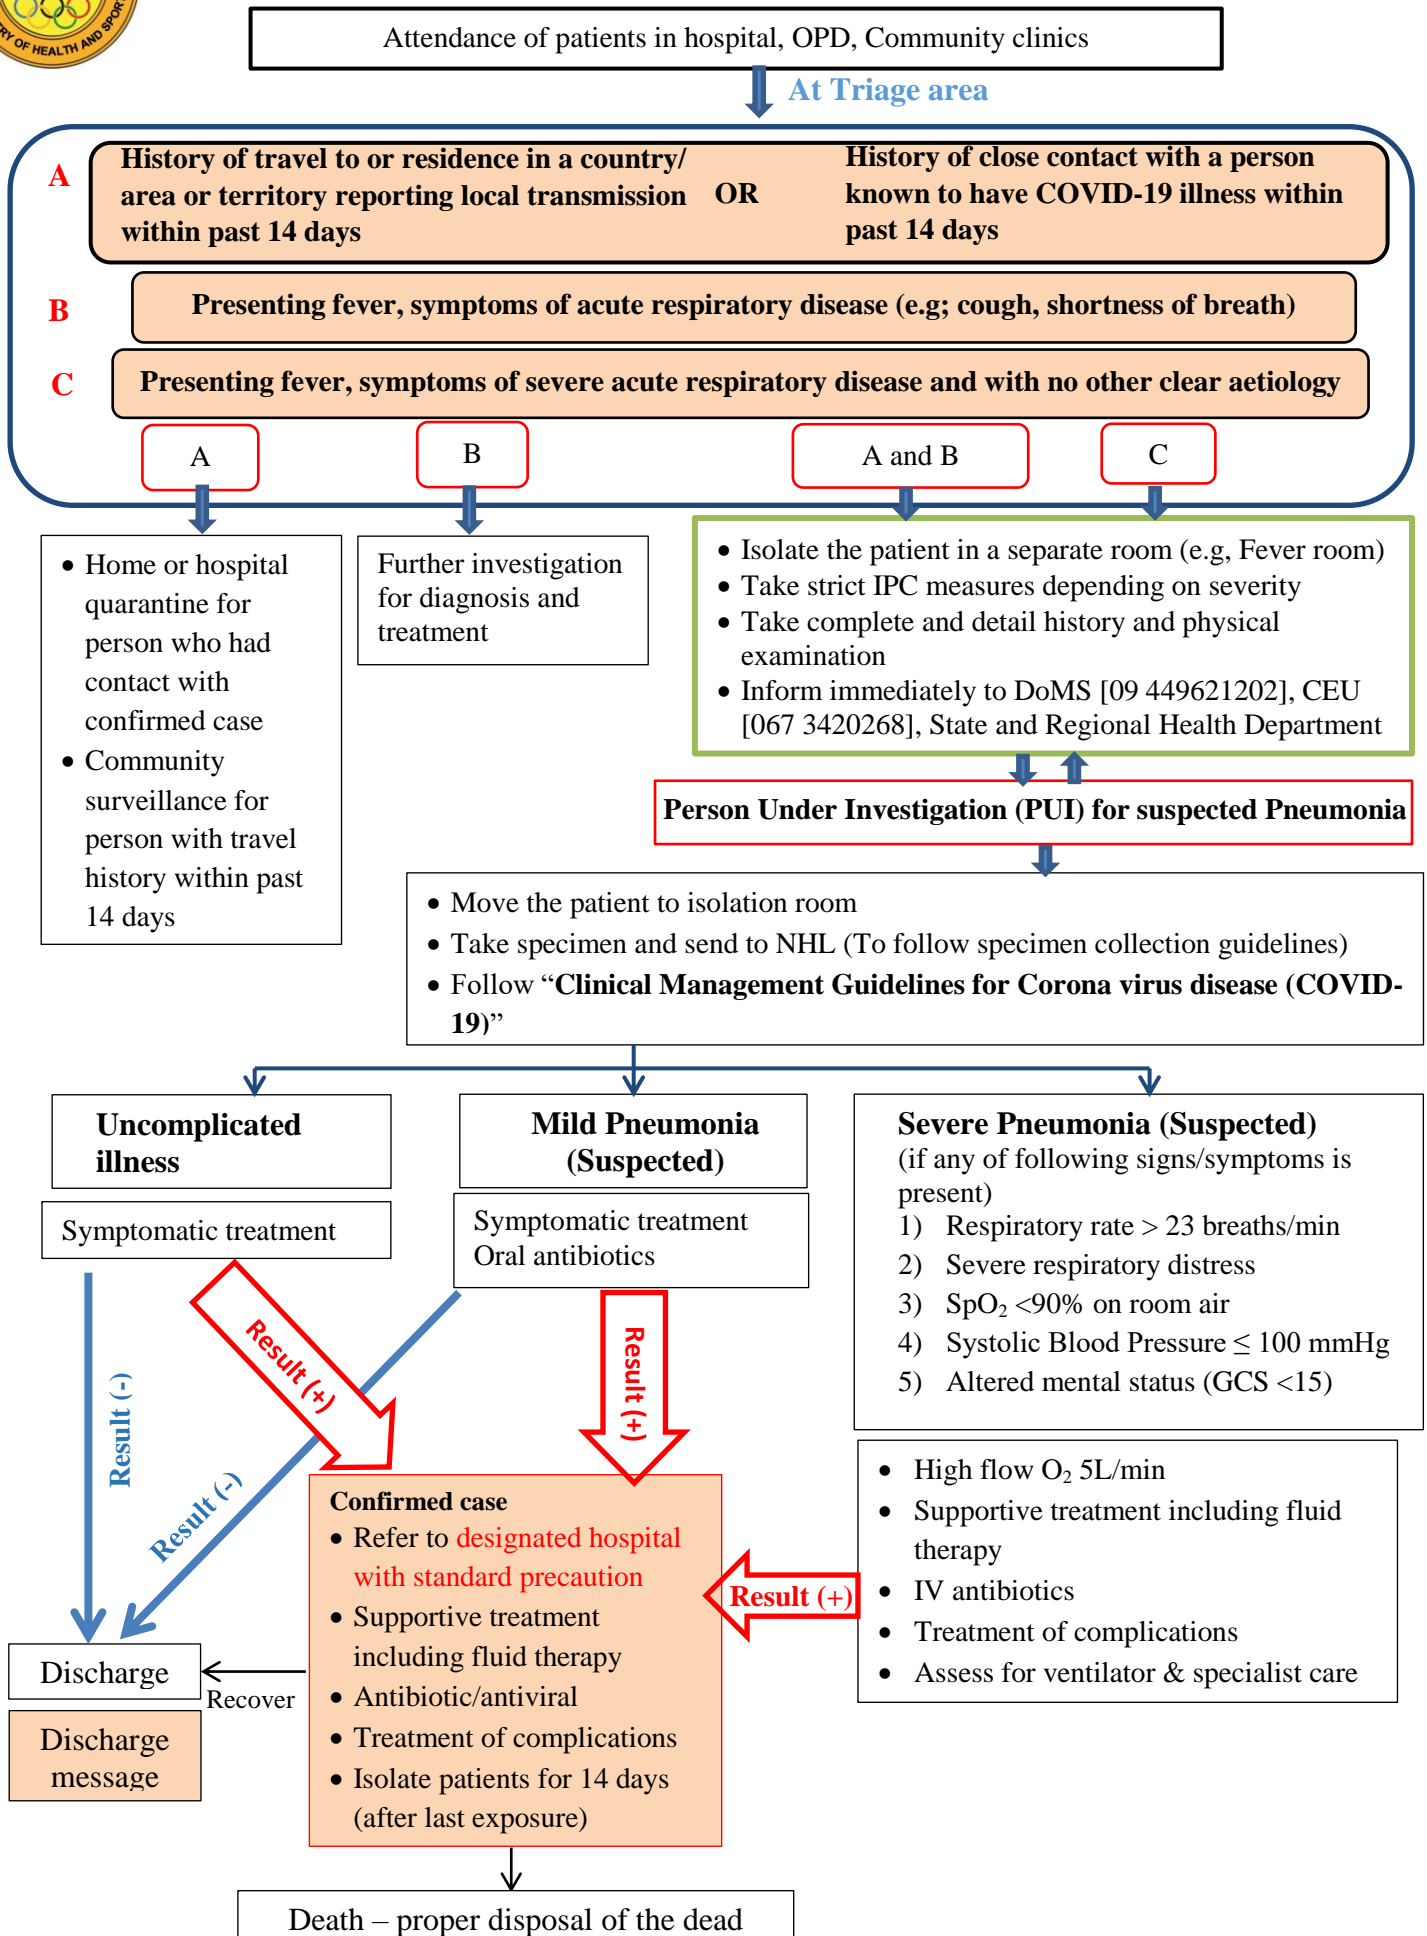 RY OF HEALTH AND SPOR
Attendance of patients in hospital, OPD, Community clinics
At Triage area
A
History of travel to or residence in a country/
area or territory reporting local transmission
within past 14 days
OR
History of close contact with a person
known to have COVID-19 illness within
past 14 days
B
Presenting fever, symptoms of acute respiratory disease (e.g; cough, shortness of breath)
C
Presenting fever, symptoms of severe acute respiratory disease and with no other clear aetiology
A
B
A and B
C
• Home or hospital
quarantine for
person who had
contact with
confirmed case
• Community
surveillance for
person with travel
history within past
14 days
Further investigation
for diagnosis and
treatment
• Isolate the patient in a separate room (e.g, Fever room)
• Take strict IPC measures depending on severity
• Take complete and detail history and physical
examination
• Inform immediately to DoMS [09 449621202], CEU
[067 3420268], State and Regional Health Department
Person Under Investigation (PUI) for suspected Pneumonia
• Move the patient to isolation room
• Take specimen and send to NHL (To follow specimen collection guidelines)
• Follow “Clinical Management Guidelines for Corona virus disease (COVID-
19)”
Uncomplicated
illness
Symptomatic treatment
Mild Pneumonia
(Suspected)
Symptomatic treatment
Oral antibiotics
Severe Pneumonia (Suspected)
(if any of following signs/symptoms is
present)
1) Respiratory rate > 23 breaths/min
2) Severe respiratory distress
3) SpO₂ <90% on room air
4) Systolic Blood Pressure ≤ 100 mmHg
5) Altered mental status (GCS <15)
Result (-)
Result (+)
Result (-)
Result (+)
• High flow O₂ 5L/min
• Supportive treatment including fluid
therapy
• IV antibiotics
• Treatment of complications
• Assess for ventilator & specialist care
Result (+)
Confirmed case
• Refer to designated hospital
with standard precaution
• Supportive treatment
including fluid therapy
• Antibiotic/antiviral
• Treatment of complications
• Isolate patients for 14 days
(after last exposure)
Discharge
Recover
Discharge
message
Death – proper disposal of the dead